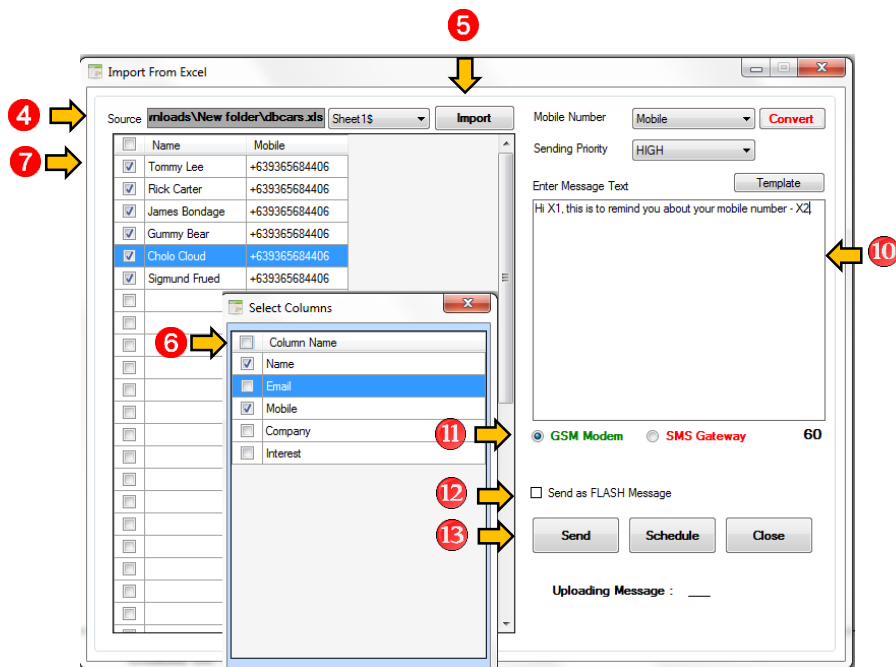 5
Import From Excel
4
Source
nloads\New folder\dbcars.xls
Sheet1$
Import
Mobile Number
Mobile
Convert
7
Name
Mobile
Sending Priority
HIGH
Tommy Lee
+639365684406
Enter Message Text
Template
Rick Carter
+639365684406
Hi X1, this is to remind you about your mobile number - X2
James Bondage
+639365684406
Gummy Bear
+639365684406
10
Cholo Cloud
+639365684406
Sigmund Frued
+639365684406
Select Columns
6
Column Name
Name
Email
Mobile
Company
Interest
11
GSM Modem
SMS Gateway
60
12
Send as FLASH Message
13
Send
Schedule
Close
Uploading Message : ___